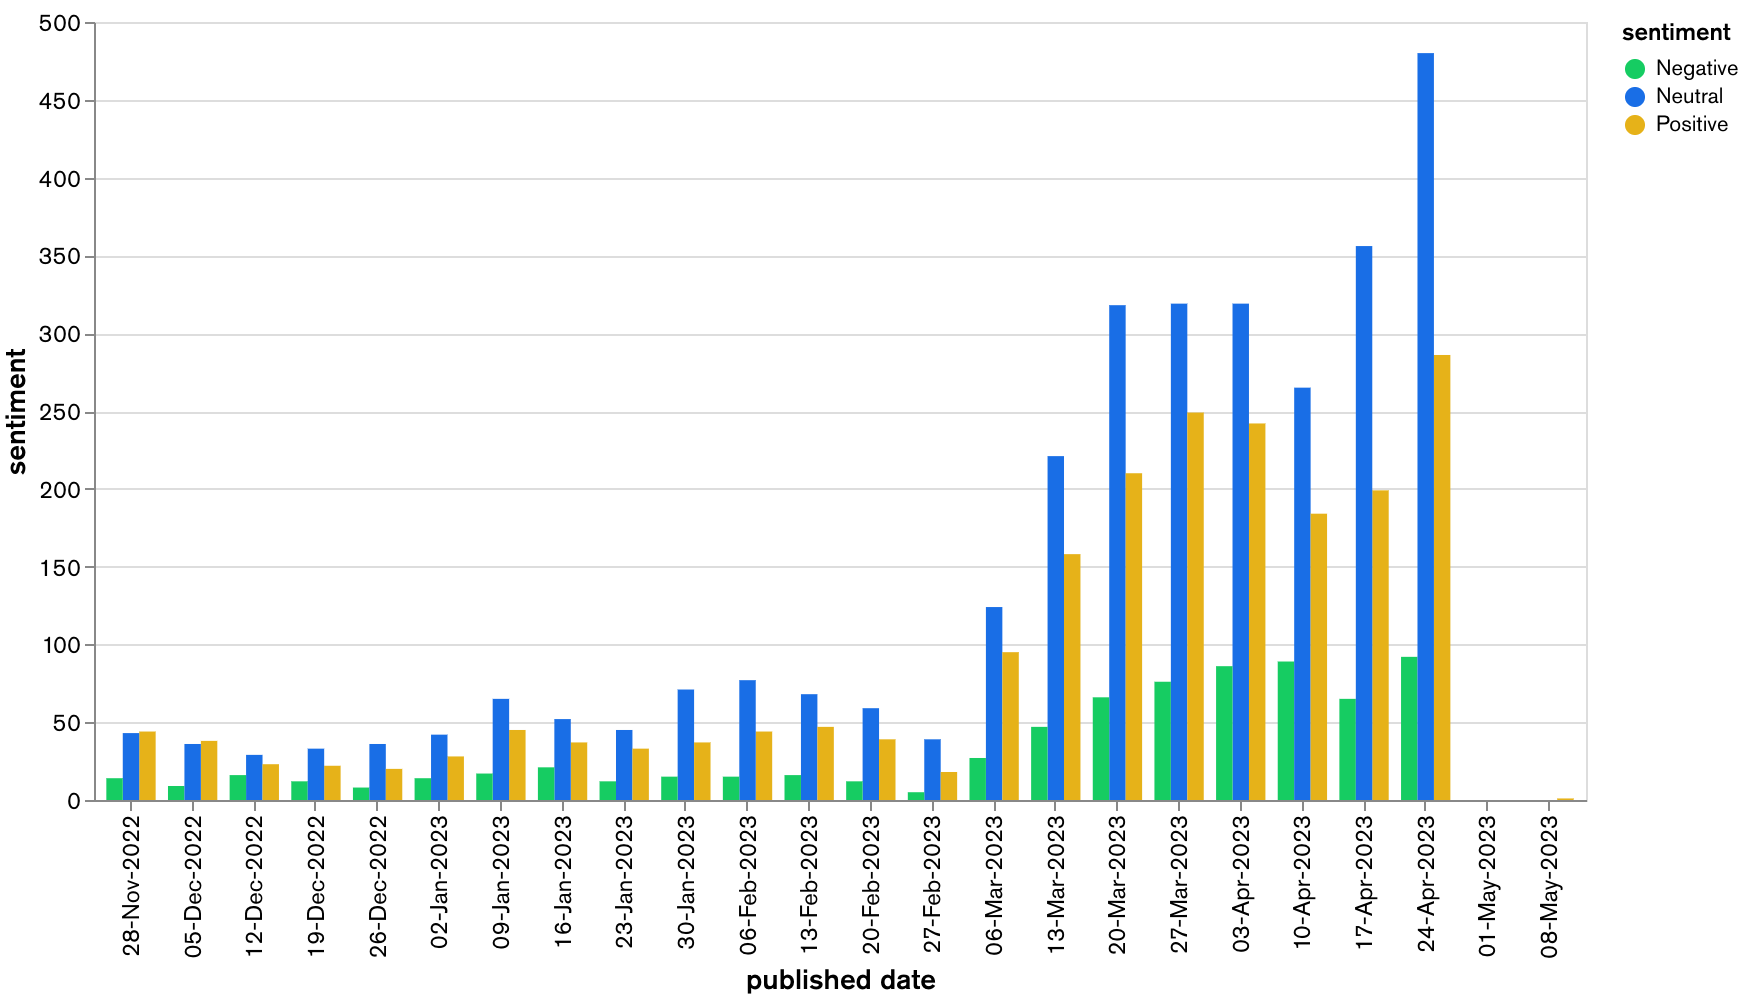 500
450
400
350
300
250
200
150
100
50
0
sentiment
28-Nov-2022
05-Dec-2022
12-Dec-2022
19-Dec-2022
26-Dec-2022
02-Jan-2023
09-Jan-2023
16-Jan-2023
23-Jan-2023
30-Jan-2023
06-Feb-2023
13-Feb-2023
20-Feb-2023
27-Feb-2023
06-Mar-2023
13-Mar-2023
20-Mar-2023
27-Mar-2023
03-Apr-2023
10-Apr-2023
17-Apr-2023
24-Apr-2023
01-May-2023
08-May-2023
published date
sentiment
Negative
Neutral
Positive